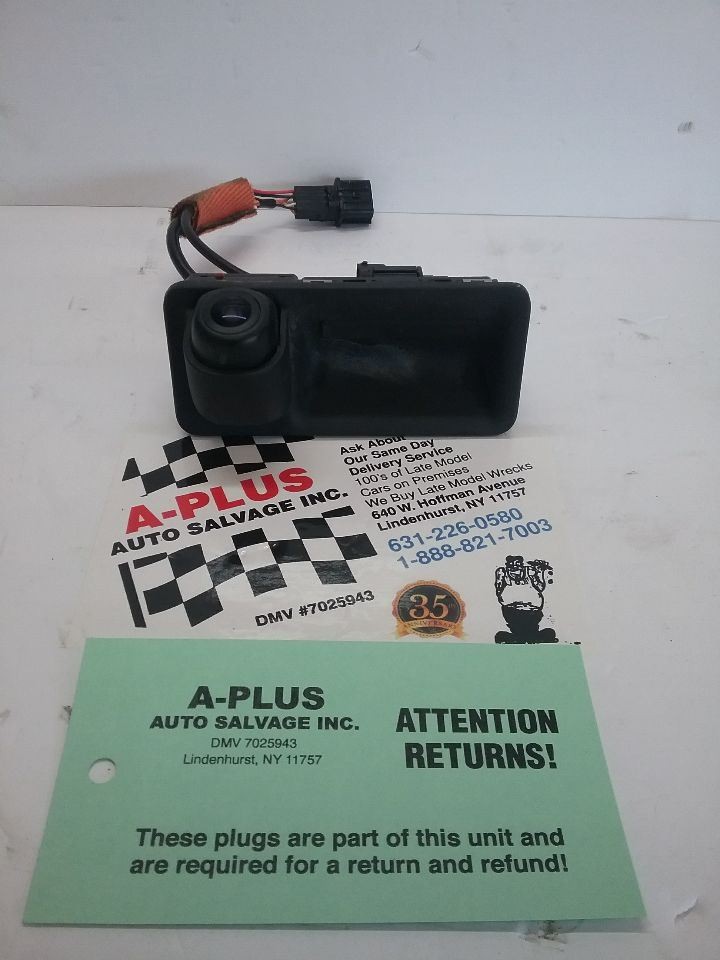 A-PLUS
AUTO SALVAGE INC.
DMV #7025943
Ask About
Our Same Day
Delivery Service
100's of Late Model
Cars on Premises
We Buy Late Model Wrecks
640 W. Hoffman Avenue
Lindenhurst, NY 11757
631-226-0580
1-888-821-7003
35th
ANNIVERSARY
A-PLUS
AUTO SALVAGE INC.
DMV 7025943
Lindenhurst, NY 11757
ATTENTION
RETURNS!
These plugs are part of this unit and
are required for a return and refund!